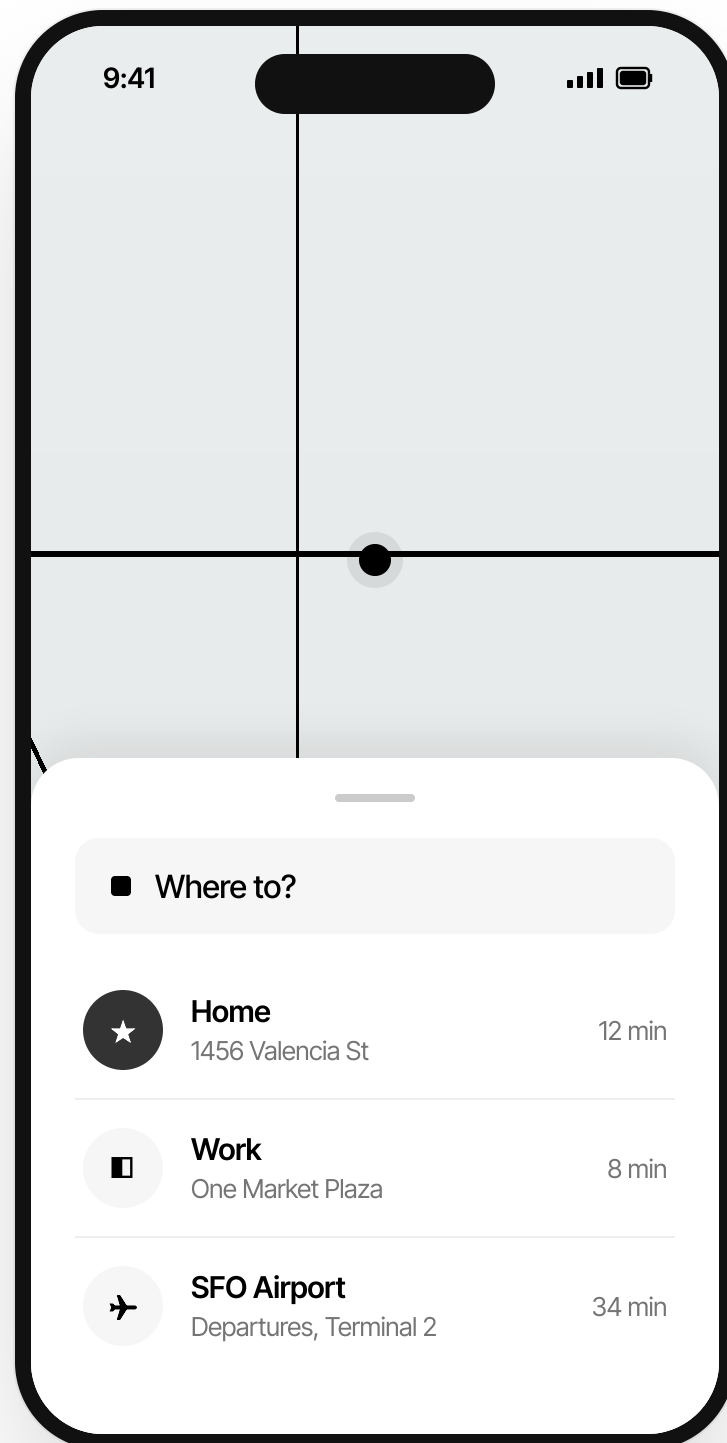 9:41
Where to?
Home
1456 Valencia St
12 min
Work
One Market Plaza
8 min
SFO Airport
Departures, Terminal 2
34 min